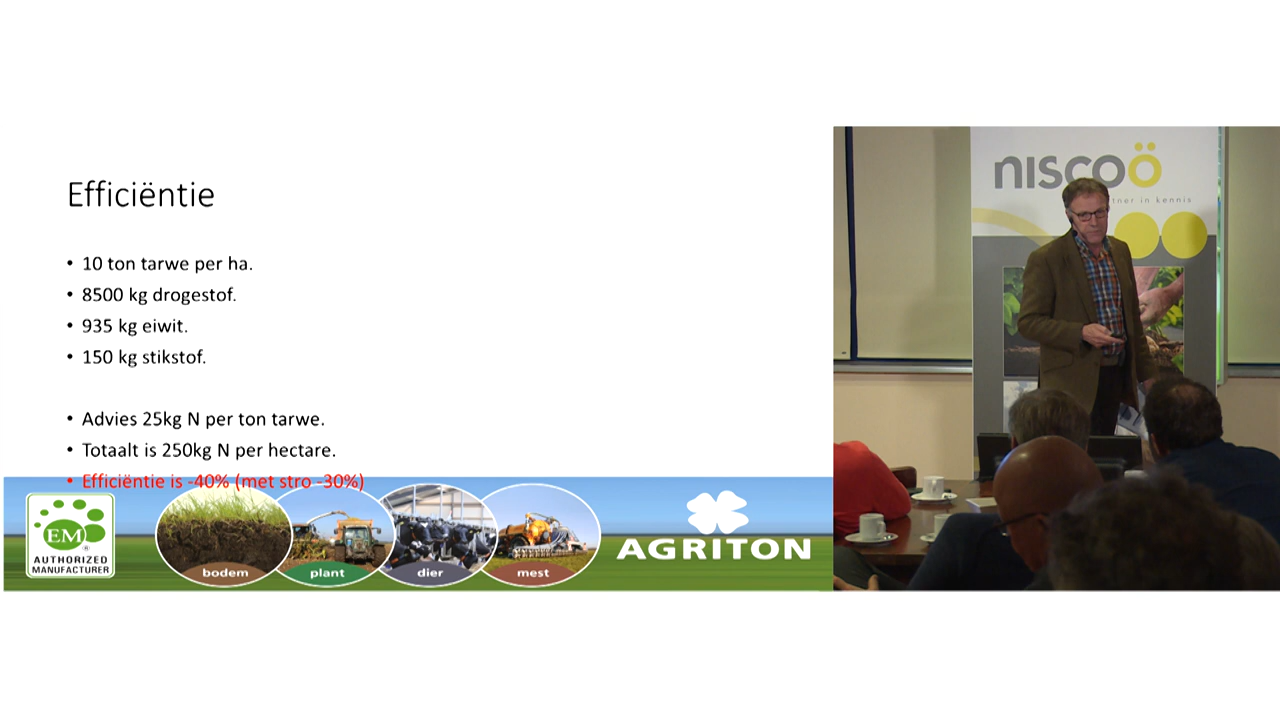 Efficiëntie
• 10 ton tarwe per ha.
• 8500 kg drogestof.
• 935 kg eiwit.
• 150 kg stikstof.
• Advies 25kg N per ton tarwe.
• Totaalt is 250kg N per hectare.
• Efficiëntie is -40% (met stro -30%)
EM®
AUTHORIZED
MANUFACTURER
bodem
plant
dier
mest
AGRITON
niscoö
in kennis